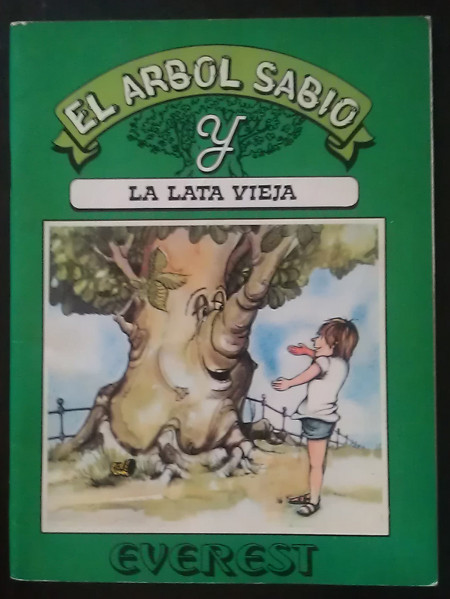 EL ARBOL SABIO
Y
LA LATA VIEJA
EVEREST